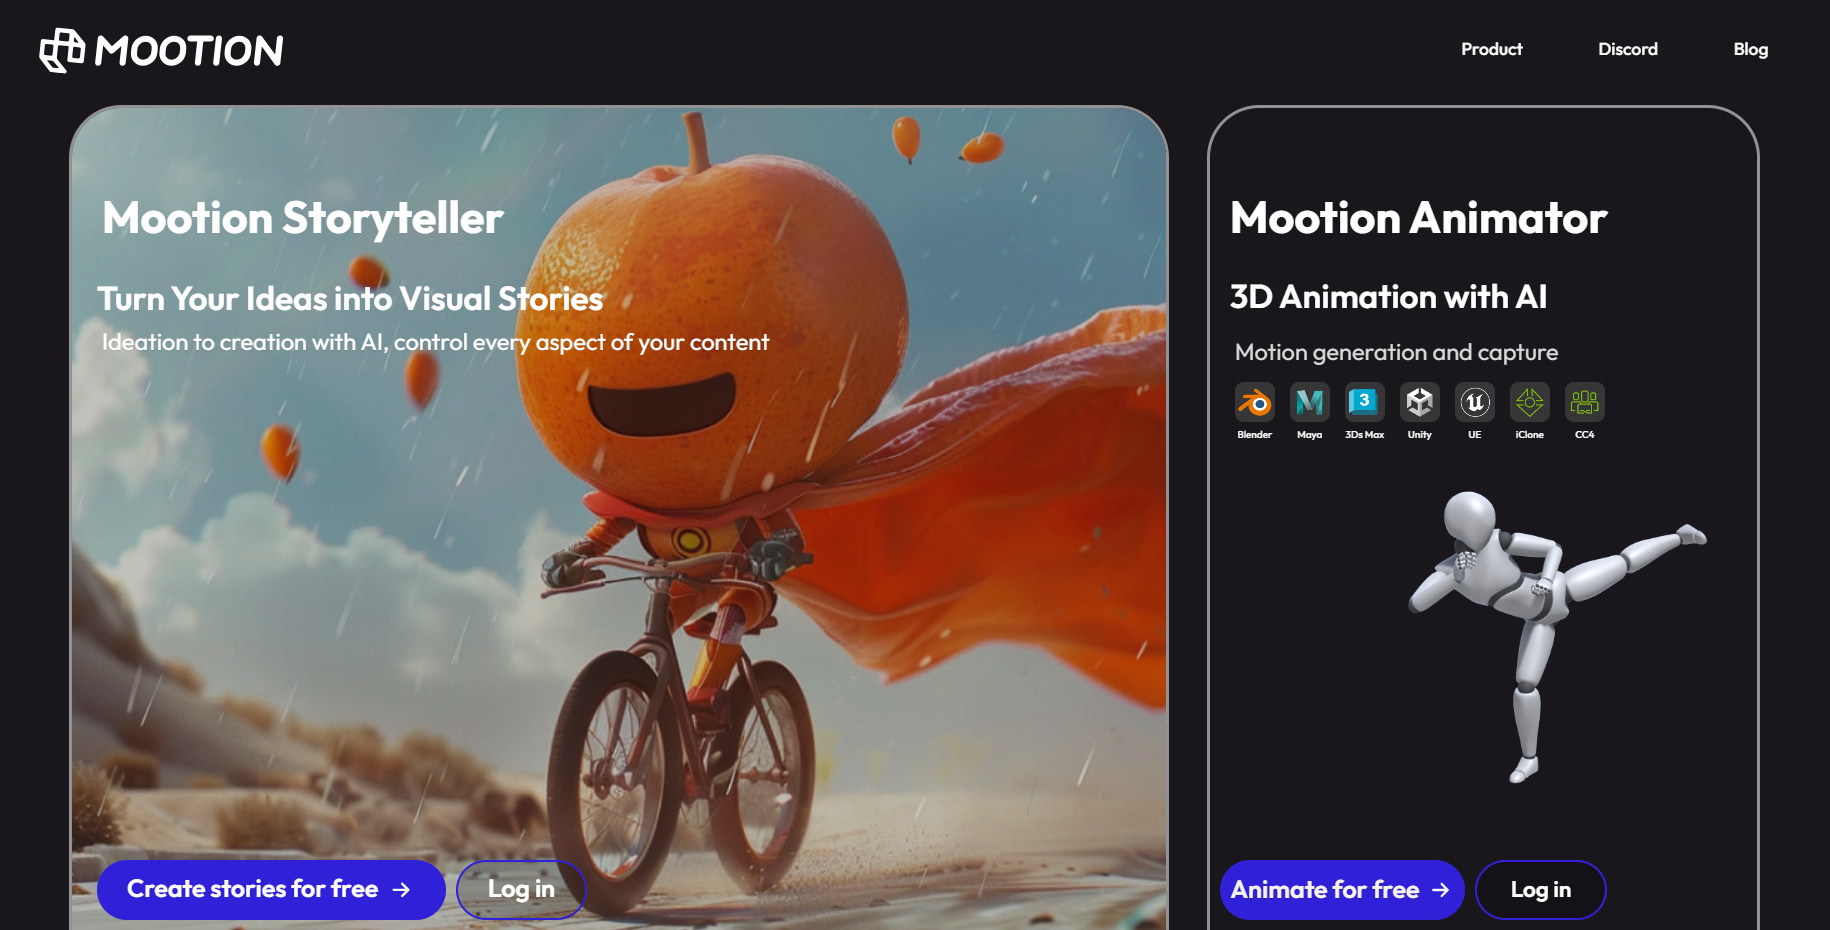 MOOTION
Product
Discord
Blog
Mootion Storyteller
Turn Your Ideas into Visual Stories
Ideation to creation with AI, control every aspect of your content
Create stories for free →
Log in
Mootion Animator
3D Animation with AI
Motion generation and capture
3
Blender
Maya
3Ds Max
Unity
UE
iClone
CC4
Animate for free →
Log in